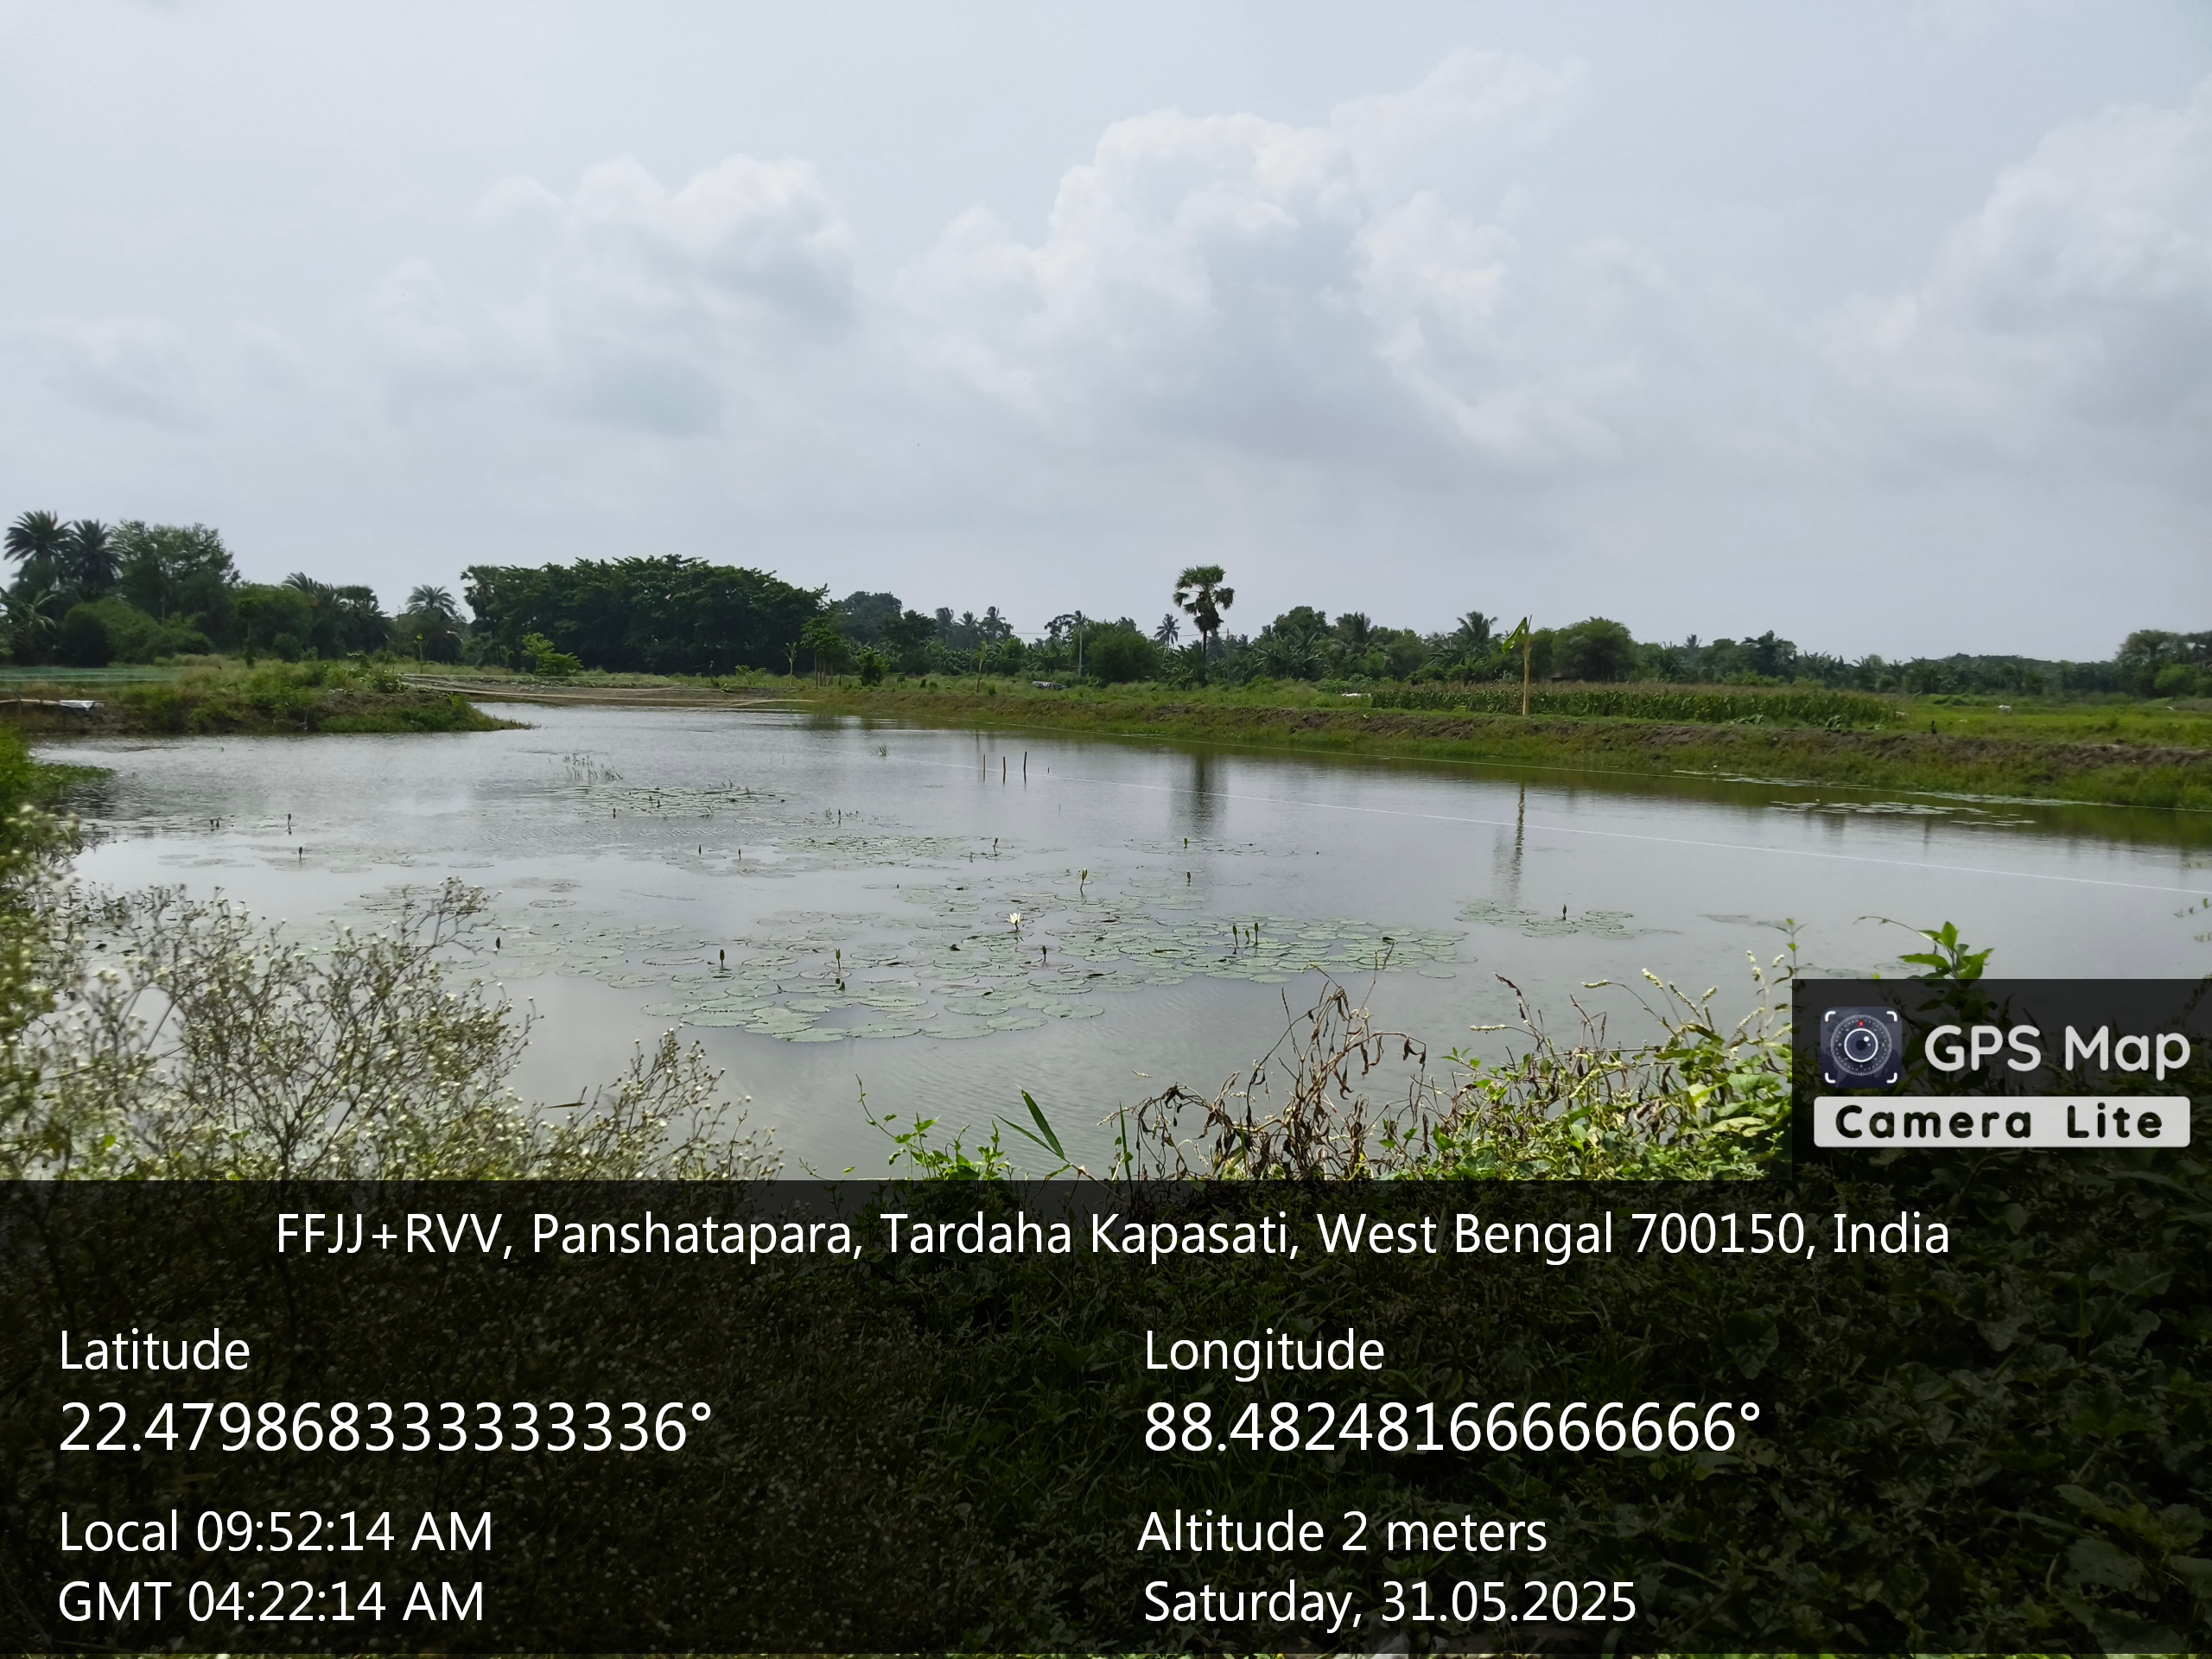 GPS Map
Camera Lite
FFJJ+RVV, Panshatapara, Tardaha Kapasati, West Bengal 700150, India
Latitude
22.479868333333336°
Longitude
88.48248166666666°
Local 09:52:14 AM
GMT 04:22:14 AM
Altitude 2 meters
Saturday, 31.05.2025